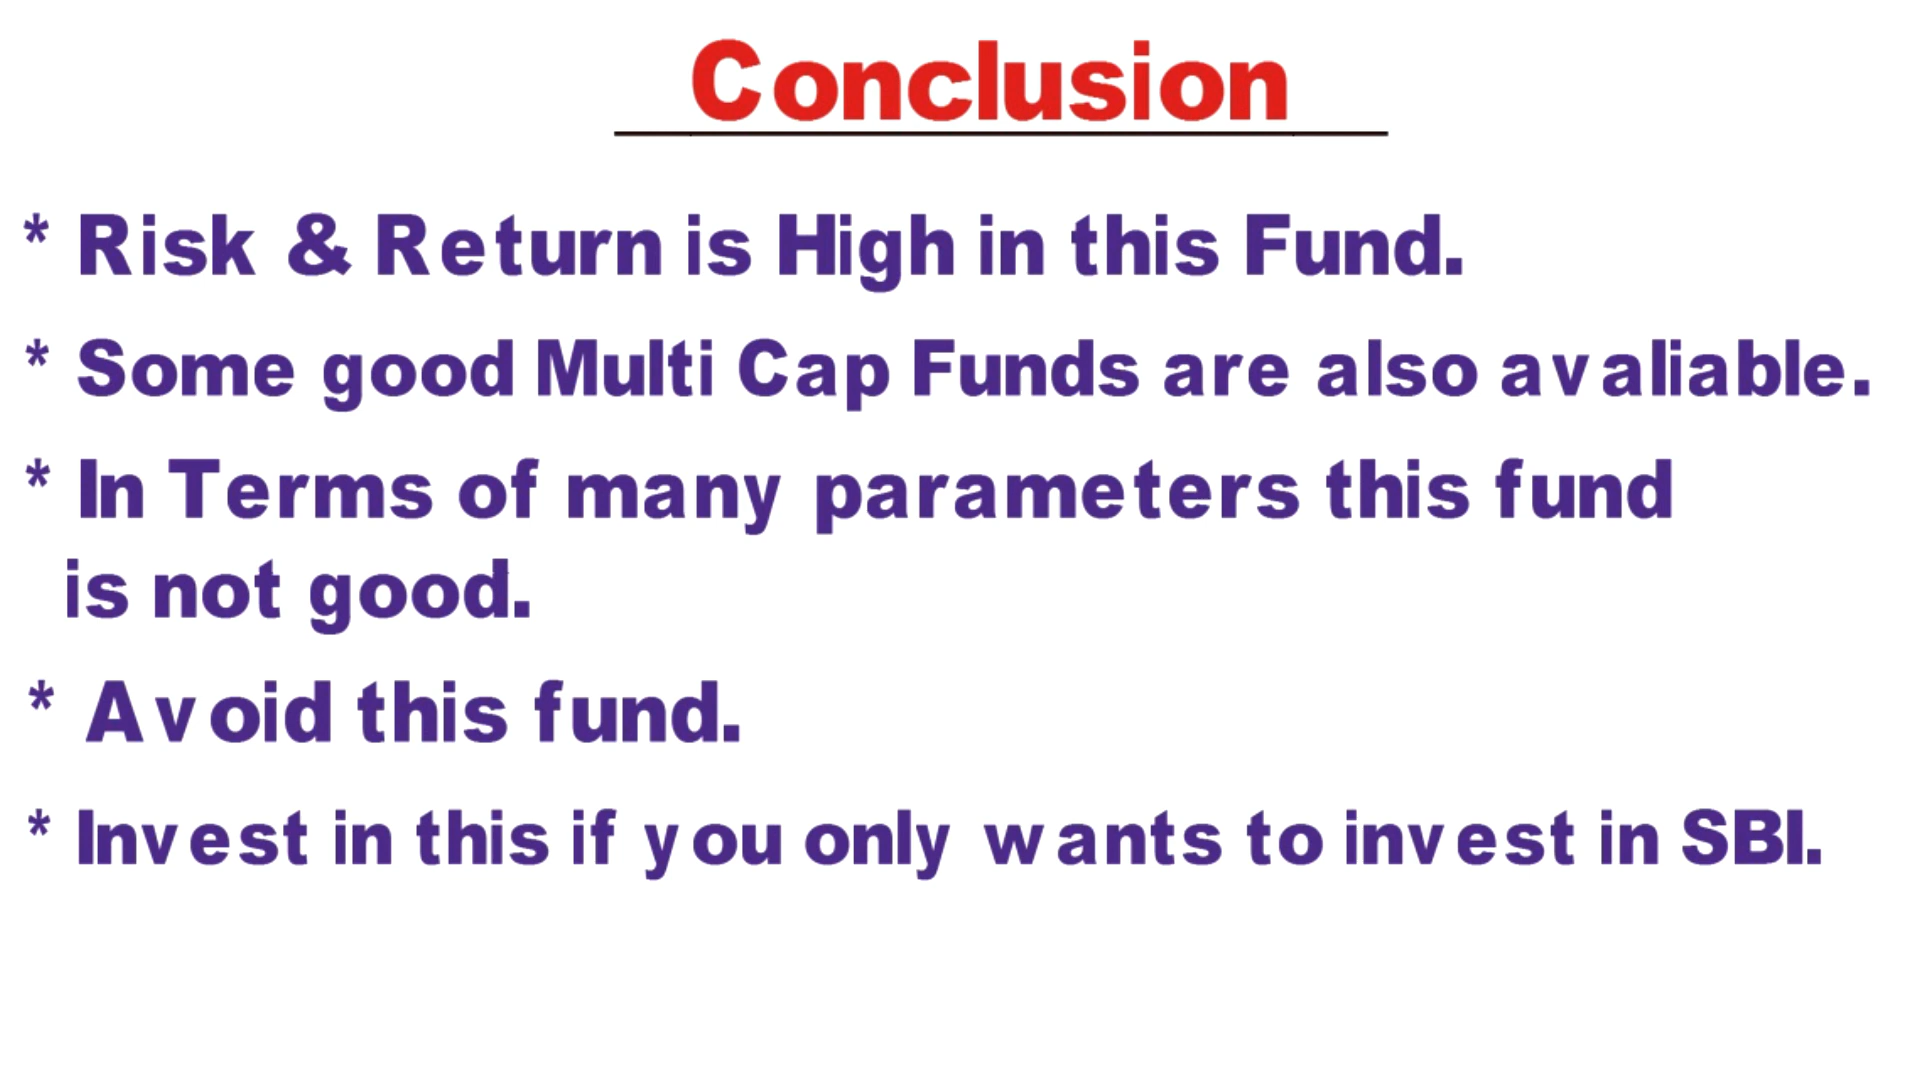 Conclusion
* Risk & Return is High in this Fund.
* Some good Multi Cap Funds are also avaliable.
* In Terms of many parameters this fund
is not good.
* Avoid this fund.
* Invest in this if you only wants to invest in SBI.